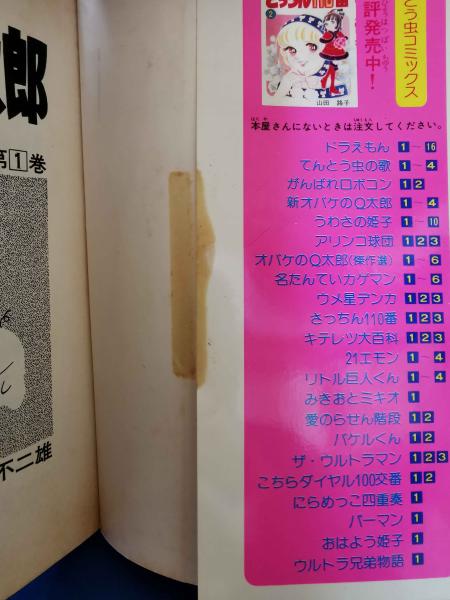 郎
第1巻
不二雄
さっちん110番
2
山田路子
評発売中!
とう虫コミックス
本屋さんにないときは注文してください。
ドラえもん 1~16
てんとう虫の歌 1~4
がんばれロボコン 1 2
新オバケのQ太郎 1~4
うわさの姫子 1~10
アリンコ球団 1 2 3
オバケのQ太郎(傑作選) 1~6
名たんていカゲマン 1~6
ウメ星デンカ 1 2 3
さっちん110番 1 2 3
キテレツ大百科 1 2 3
21エモン 1~4
リトル巨人くん 1~4
みきおとミキオ 1
愛のらせん階段 1 2
バケルくん 1 2
ザ・ウルトラマン 1 2 3
こちらダイヤル100交番 1 2
にらめっこ四重奏 1
パーマン 1
おはよう姫子 1
ウルトラ兄弟物語 1